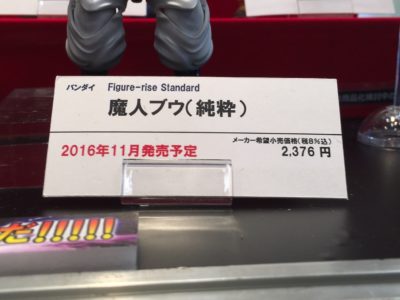 バンダイ Figure-rise Standard
魔人ブウ(純粋)
メーカー希望小売価格(税8%込)
2016年11月発売予定 2,376 円
!!!!!